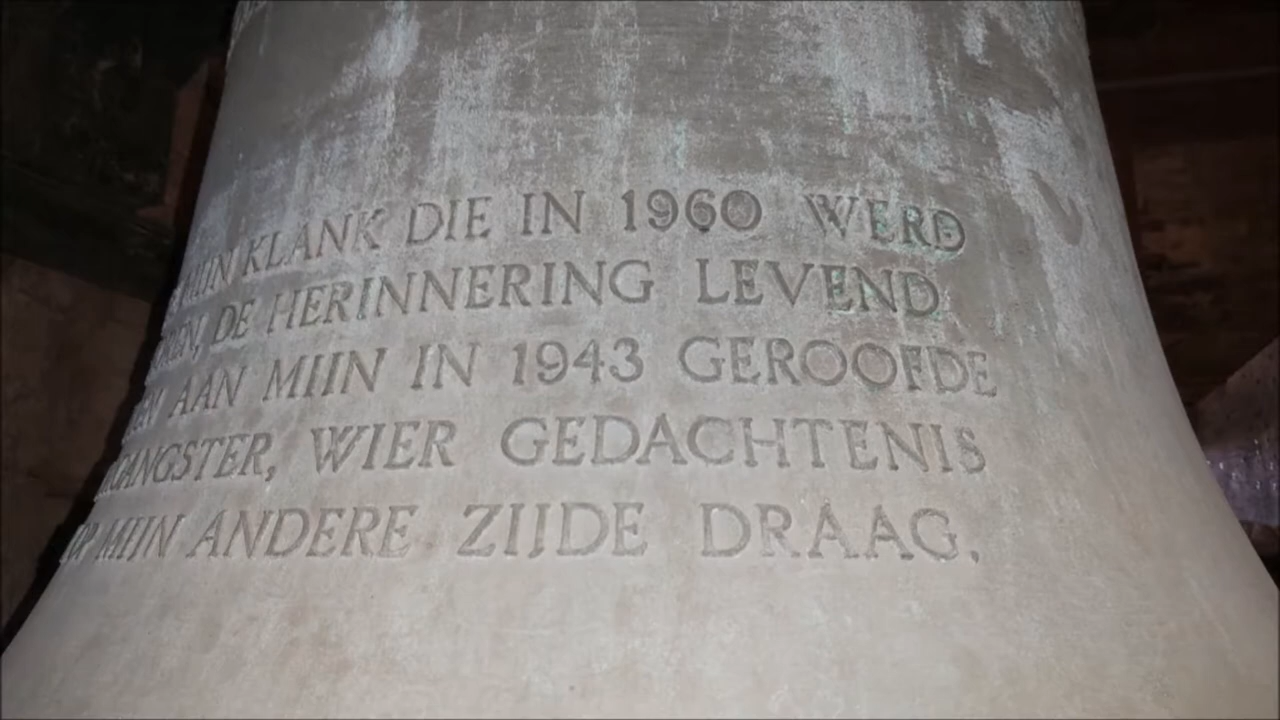 MIJN KLANK DIE IN 1960 WERD
DE HERINNERING LEVEND
AAN MIJN IN 1943 GEROOFDE
WIER GEDACHTENIS
OP MIJN ANDERE ZIJDE DRAAG.